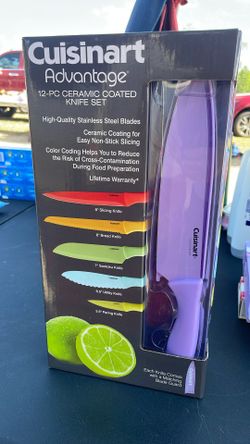 Cuisinart
Advantage®
12-PC CERAMIC COATED
KNIFE SET
High-Quality Stainless Steel Blades
Ceramic Coating for
Easy Non-Stick Slicing
Color Coding Helps You to Reduce
the Risk of Cross-Contamination
During Food Preparation
Lifetime Warranty*
8" Slicing Knife
8" Bread Knife
7" Santoku Knife
5.5" Utility Knife
3.5" Paring Knife
Cuisinart
Each Knife Comes
with a Matching
Blade Guard